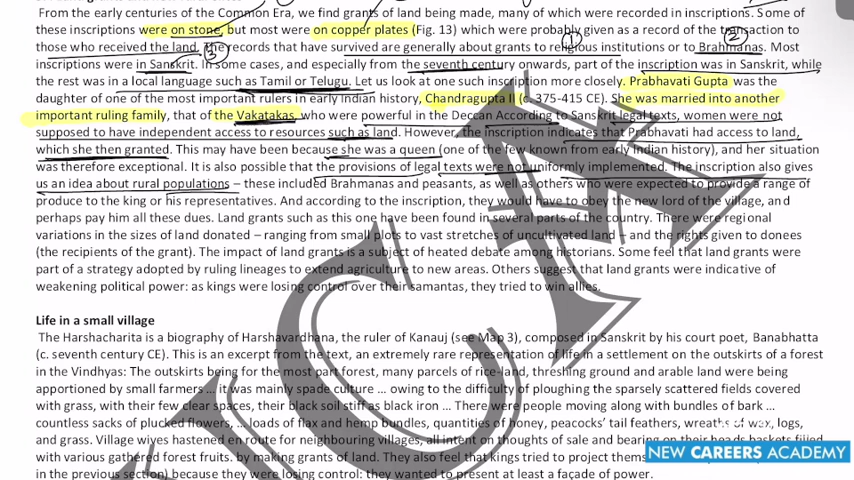 From the early centuries of the Common Era, we find grants of land being made, many of which were recorded in inscriptions. Some of
these inscriptions were on stone, but most were on copper plates (Fig. 13) which were probably given as a record of the transaction to
those who received the land. The records that have survived are generally about grants to religious institutions or to Brahmanas. Most
inscriptions were in Sanskrit. In some cases, and especially from the seventh century onwards, part of the inscription was in Sanskrit, while
the rest was in a local language such as Tamil or Telugu. Let us look at one such inscription more closely. Prabhavati Gupta was the
daughter of one of the most important rulers in early Indian history, Chandragupta II (c. 375-415 CE). She was married into another
important ruling family, that of the Vakatakas, who were powerful in the Deccan According to Sanskrit legal texts, women were not
supposed to have independent access to resources such as land. However, the inscription indicates that Prabhavati had access to land,
which she then granted. This may have been because she was a queen (one of the few known from early Indian history), and her situation
was therefore exceptional. It is also possible that the provisions of legal texts were not uniformly implemented. The inscription also gives
us an idea about rural populations – these included Brahmanas and peasants, as well as others who were expected to provide a range of
produce to the king or his representatives. And according to the inscription, they would have to obey the new lord of the village, and
perhaps pay him all these dues. Land grants such as this one have been found in several parts of the country. There were regional
variations in the sizes of land donated – ranging from small plots to vast stretches of uncultivated land – and the rights given to donees
(the recipients of the grant). The impact of land grants is a subject of heated debate among historians. Some feel that land grants were
part of a strategy adopted by ruling lineages to extend agriculture to new areas. Others suggest that land grants were indicative of
weakening political power: as kings were losing control over their samantas, they tried to win allies.
Life in a small village
The Harshacharita is a biography of Harshavardhana, the ruler of Kanauj (see Map 3), composed in Sanskrit by his court poet, Banabhatta
(c. seventh century CE). This is an excerpt from the text, an extremely rare representation of life in a settlement on the outskirts of a forest
in the Vindhyas: The outskirts being for the most part forest, many parcels of rice-land, threshing ground and arable land were being
apportioned by small farmers … it was mainly spade culture … owing to the difficulty of ploughing the sparsely scattered fields covered
with grass, with their few clear spaces, their black soil stiff as black iron … There were people moving along with bundles of bark …
countless sacks of plucked flowers, … loads of flax and hemp bundles, quantities of honey, peacocks' tail feathers, wreaths of wax, logs,
and grass. Village wives hastened en route for neighbouring villages, all intent on thoughts of sale and bearing on their heads baskets filled
with various gathered forest fruits. by making grants of land. They also feel that kings tried to project thems
in the previous section) because they were losing control: they wanted to present at least a façade of power.
NEW CAREERS ACADEMY